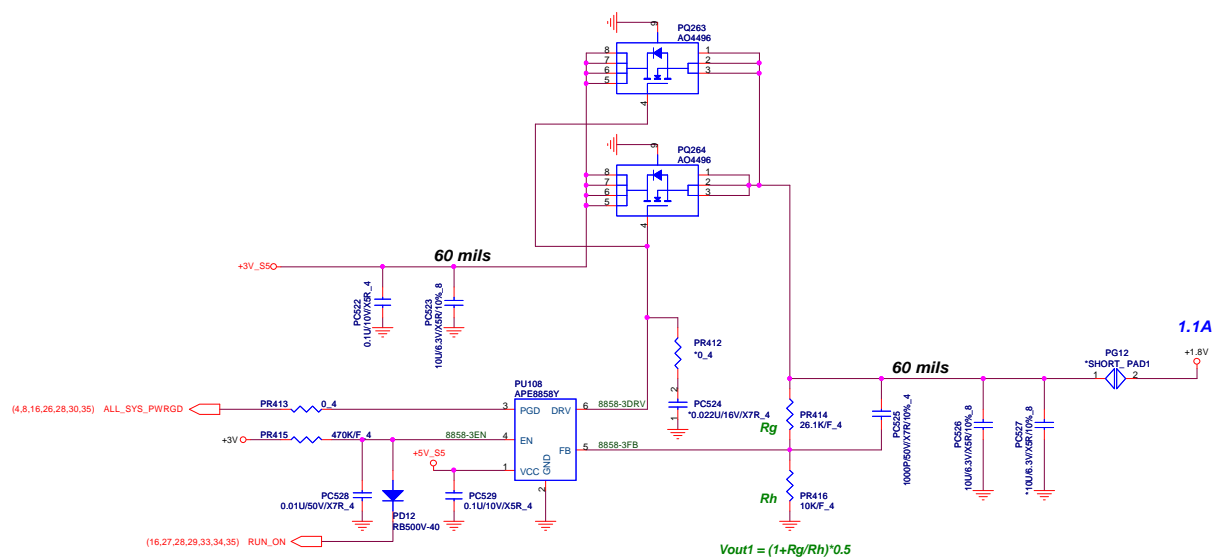 PQ263
AO4496
9
8
7
6
5
1
2
3
4
PQ264
AO4496
9
8
7
6
5
1
2
3
4
+3V_S5
60 mils
PC522
0.1U/10V/X5R_4
PC523
10U/6.3V/X5R/10%_8
PR412
*0_4
PC524
*0.022U/16V/X7R_4
2
1
1.1A
+1.8V
60 mils
PG12
*SHORT_ PAD1
1
2
PU108
APE8858Y
(4,8,16,26,28,30,35) ALL_SYS_PWRGD
PR413
0_4
3
PGD
DRV
6
8858-3DRV
+3V
PR415
470K/F_4
8858-3EN
4
EN
FB
5
8858-3FB
+5V_S5
1
VCC
GND
2
PC528
0.01U/50V/X7R_4
PD12
RB500V-40
PC529
0.1U/10V/X5R_4
(16,27,28,29,33,34,35) RUN_ON
Rg
PR414
26.1K/F_4
PC525
1000P/50V/X7R/10%_4
PC526
10U/6.3V/X5R/10%_8
PC527
*10U/6.3V/X5R/10%_8
Rh
PR416
10K/F_4
Vout1 = (1+Rg/Rh)*0.5